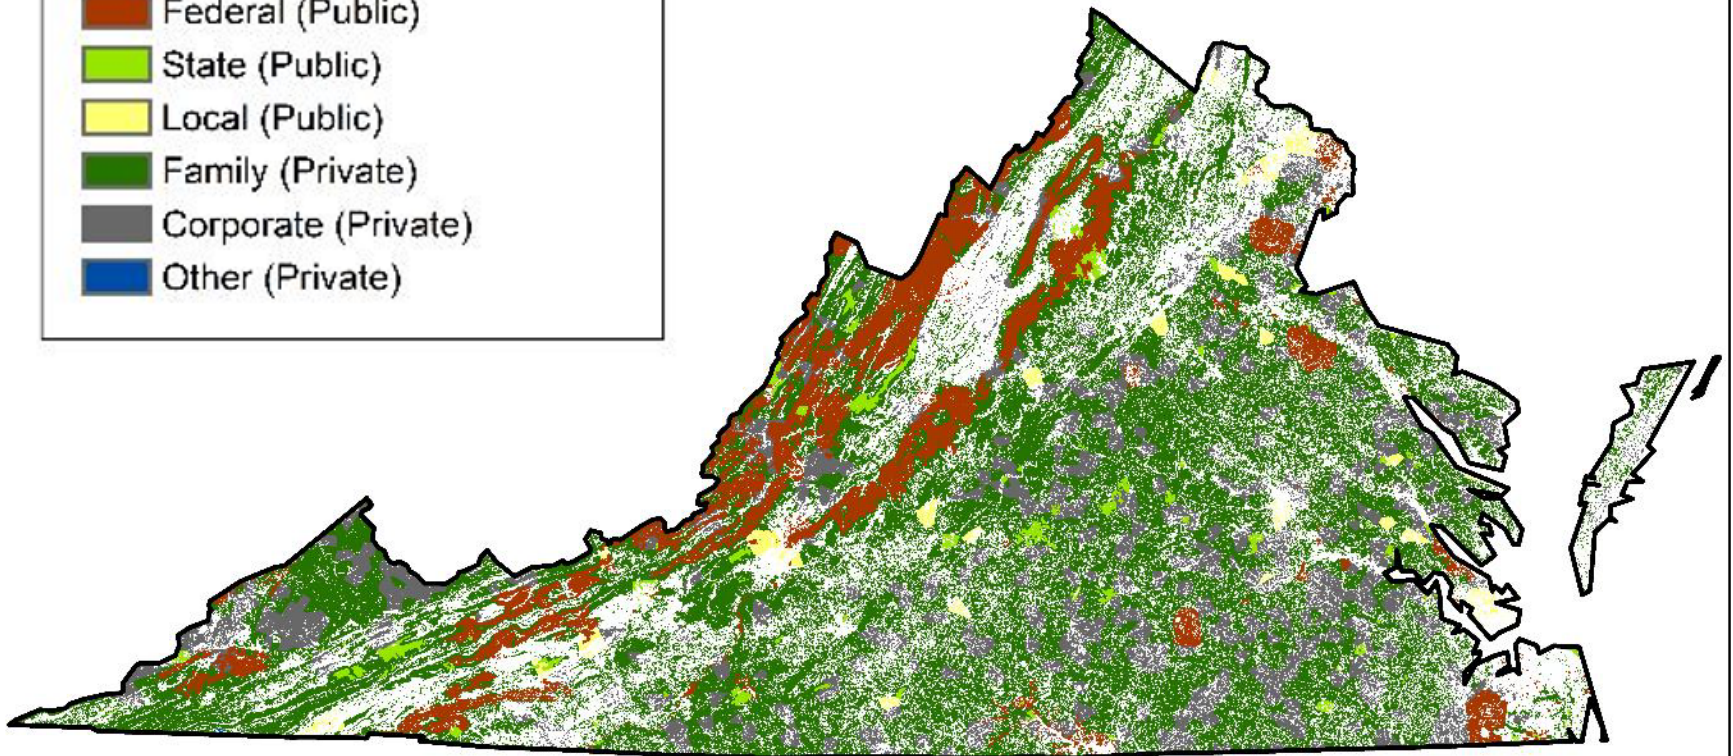 Federal (Public)
State (Public)
Local (Public)
Family (Private)
Corporate (Private)
Other (Private)